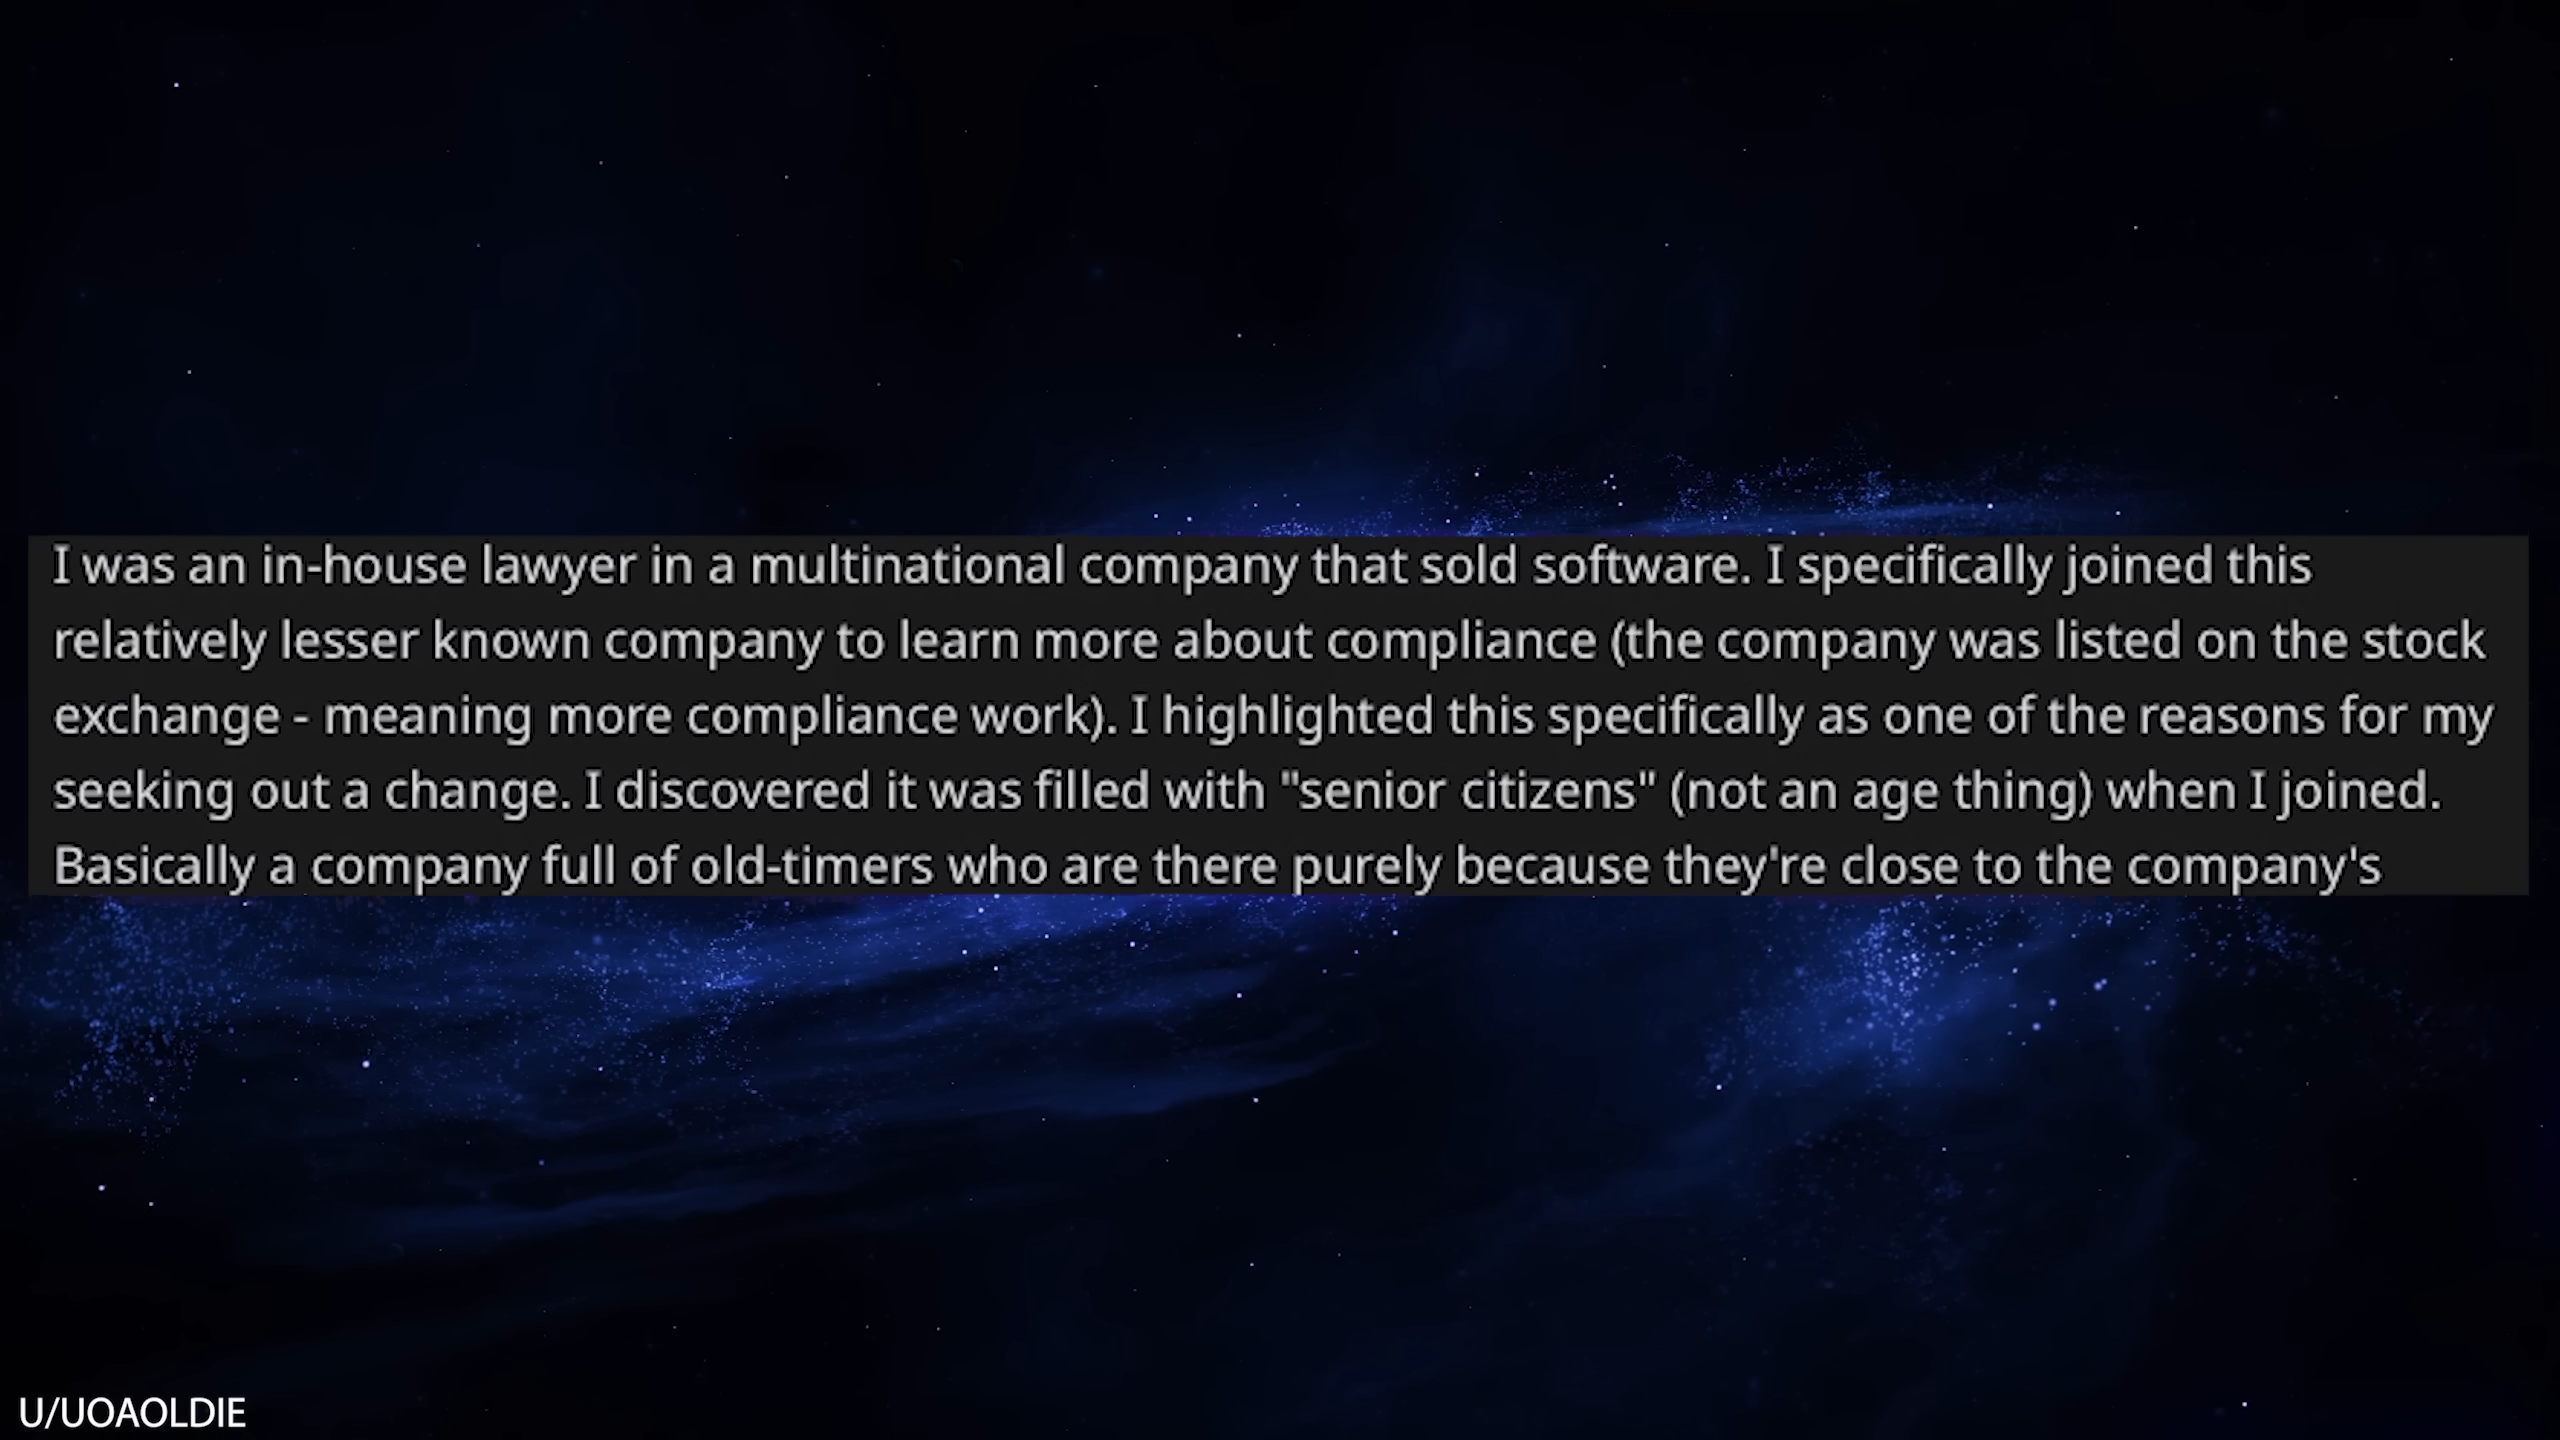 I was an in-house lawyer in a multinational company that sold software. I specifically joined this
relatively lesser known company to learn more about compliance (the company was listed on the stock
exchange - meaning more compliance work). I highlighted this specifically as one of the reasons for my
seeking out a change. I discovered it was filled with "senior citizens" (not an age thing) when I joined.
Basically a company full of old-timers who are there purely because they're close to the company's
U/UOAOLDIE